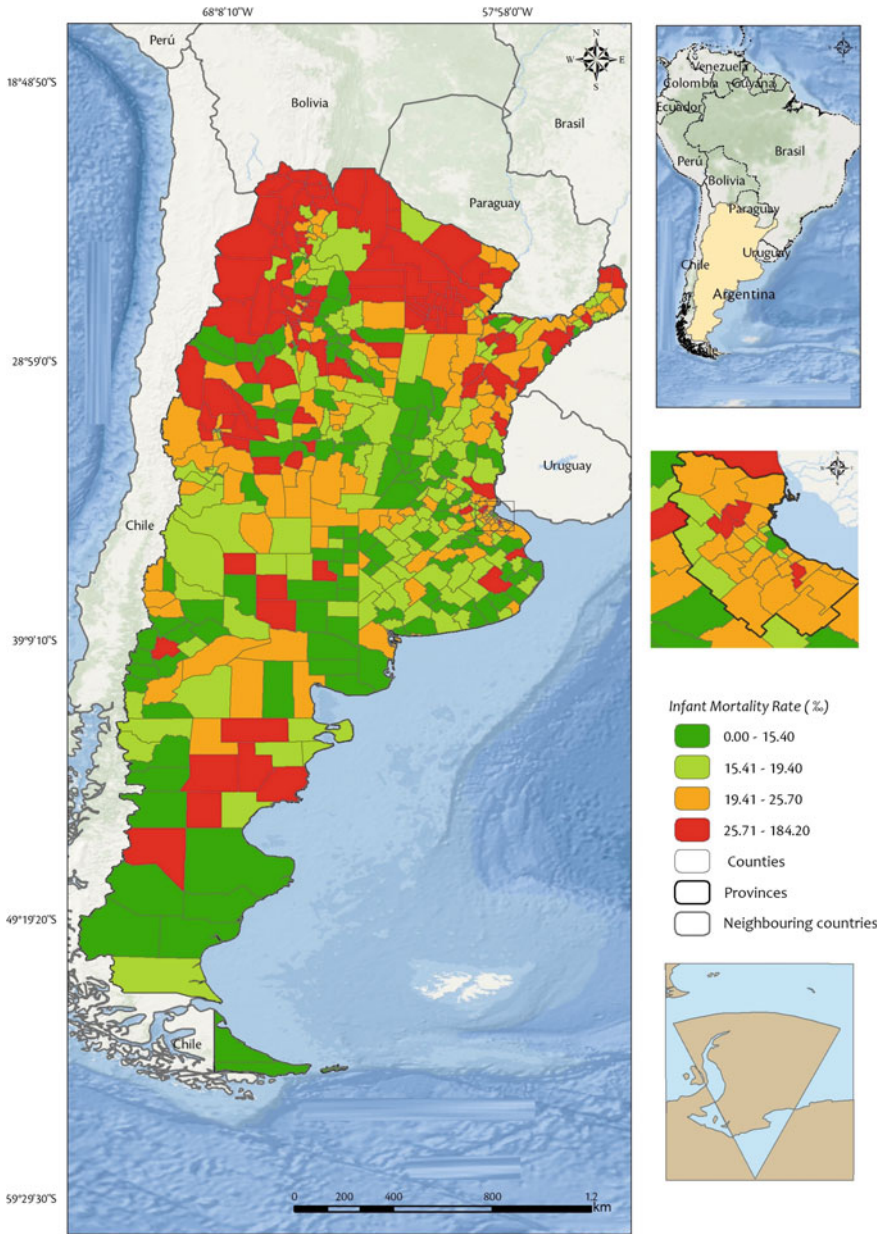 68°8'10"W
57°58'0"W
Perú
18°48'50"S
Bolivia
Brasil
Paraguay
N
W
E
S
28°59'0"S
Uruguay
Chile
39°9'10"S
49°19'20"S
Chile
59°29'30"S
0 140 280 400 800 1.2
km
Venezuela
Colombia
Guyana
Ecuador
Brasil
Perú
Bolivia
Paraguay
Uruguay
Chile
Argentina
Chile
Infant Mortality Rate (‰)
0.00 - 15.40
15.41 - 19.40
19.41 - 25.70
25.71 - 184.20
Counties
Provinces
Neighbouring countries